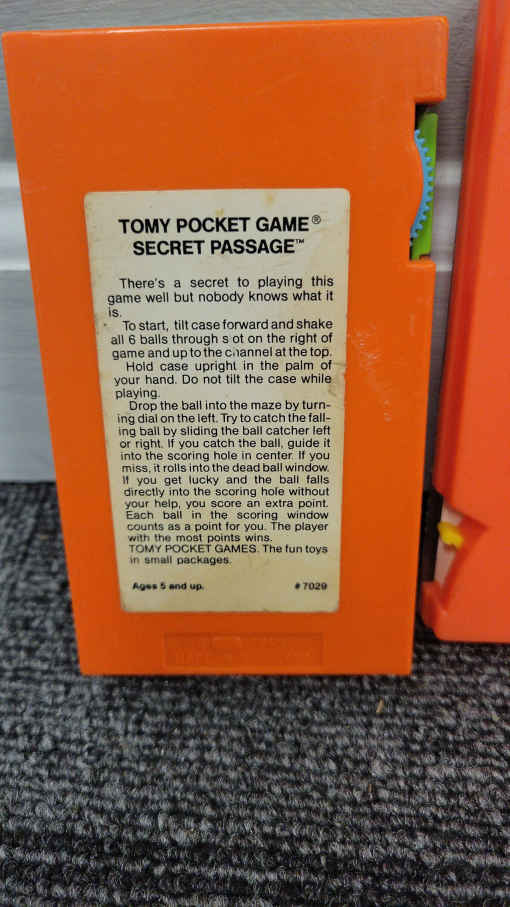 TOMY POCKET GAME®
SECRET PASSAGE™
There's a secret to playing this
game well but nobody knows what it
is.
To start, tilt case forward and shake
all 6 balls through s ot on the right of
game and up to the channel at the top.
Hold case upright in the palm of
your hand. Do not tilt the case while
playing.
Drop the ball into the maze by turn-
ing dial on the left. Try to catch the fall-
ing ball by sliding the ball catcher left
or right. If you catch the ball, guide it
into the scoring hole in center. If you
miss, it rolls into the dead ball window.
If you get lucky and the ball falls
directly into the scoring hole without
your help, you score an extra point.
Each ball in the scoring window
counts as a point for you. The player
with the most points wins.
TOMY POCKET GAMES. The fun toys
in small packages.
Ages 5 and up. #7029